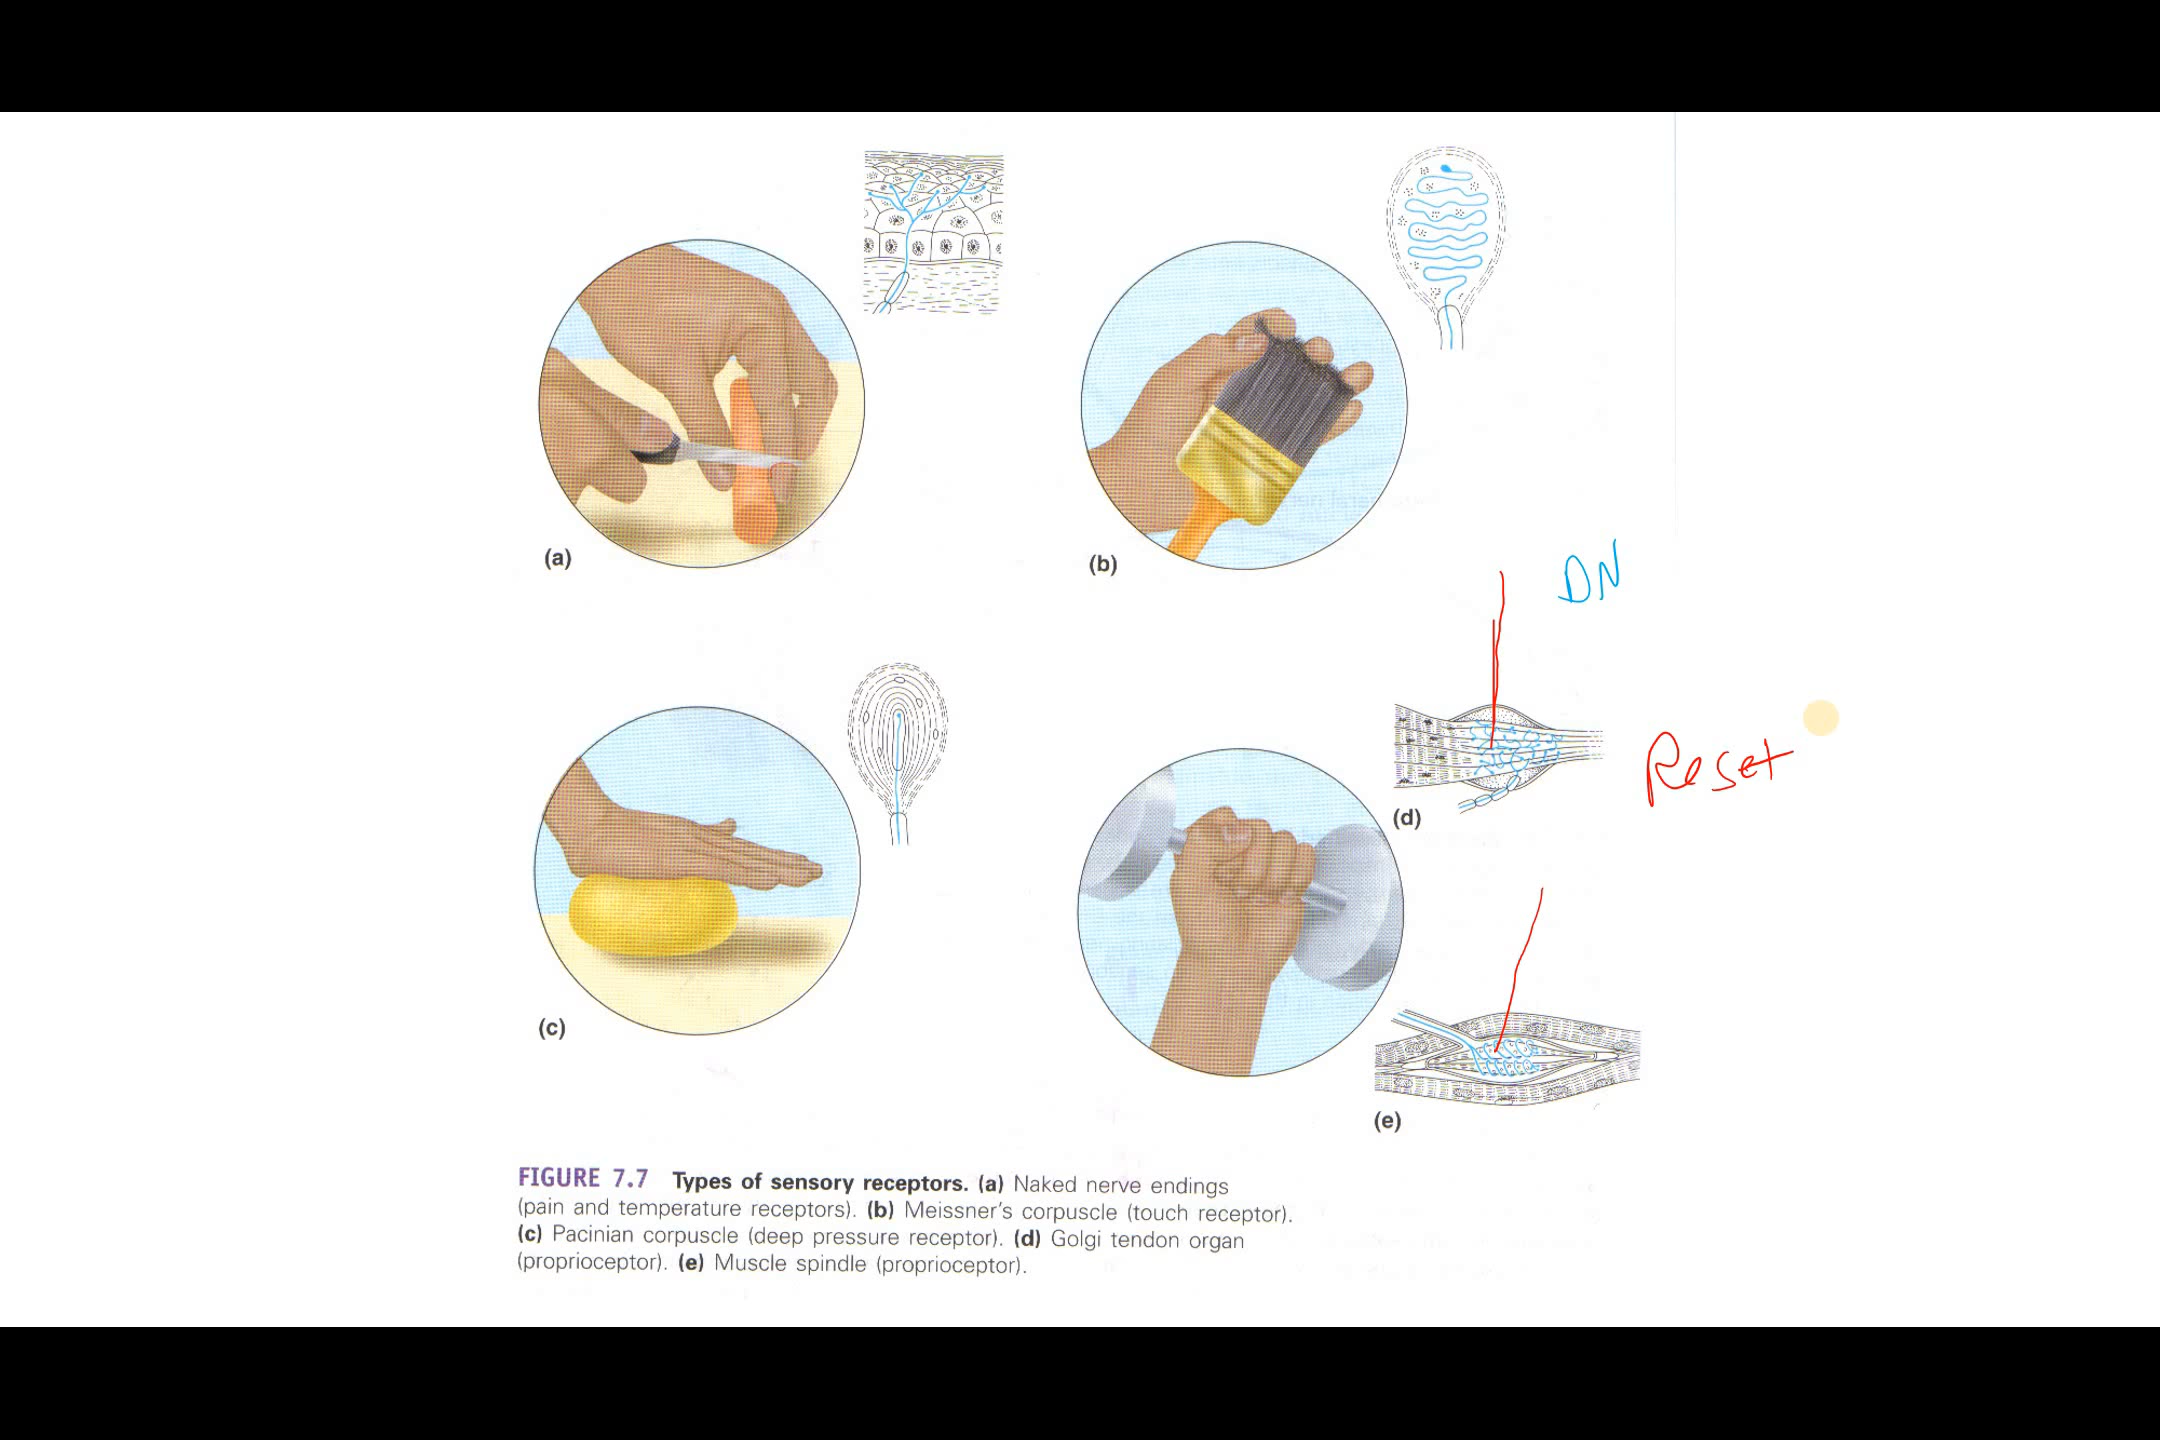 (a)
(b)
DN
Reset
(c)
(d)
(e)
FIGURE 7.7 Types of sensory receptors. (a) Naked nerve endings
(pain and temperature receptors). (b) Meissner's corpuscle (touch receptor).
(c) Pacinian corpuscle (deep pressure receptor). (d) Golgi tendon organ
(proprioceptor). (e) Muscle spindle (proprioceptor).